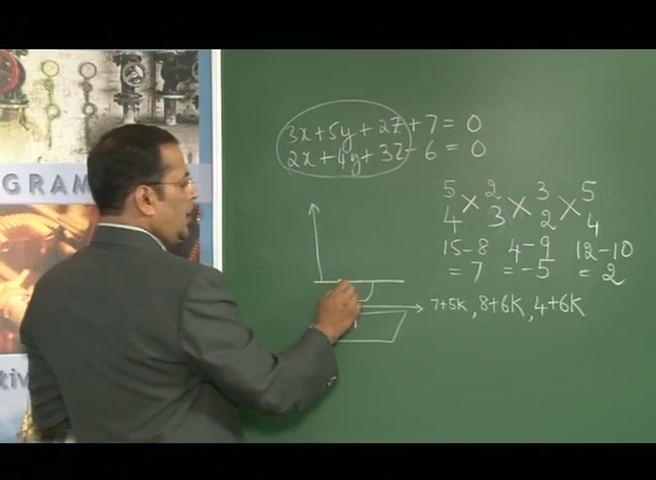 3x+5y+2z+7=0
2x+4y+3z-6=0
GRAM
5 × 2 × 3 × 5
4 3 2 4
15-8 4-9 12-10
=7 =-5 =2
7+5K, 8+6K, 4+6K